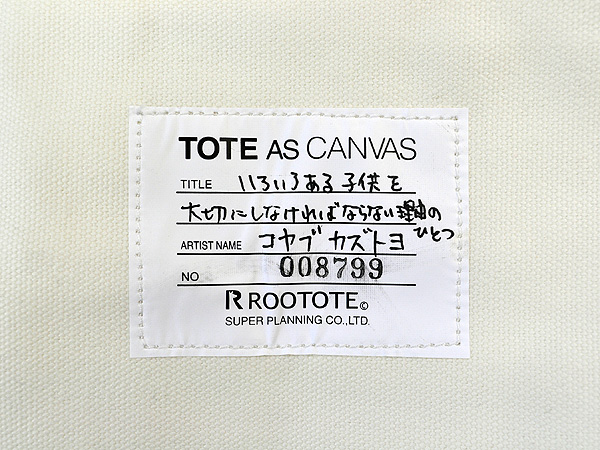 TOTE AS CANVAS
TITLE いろいろある子供を
大切にしなければならない理由の
ひとつ
ARTIST NAME コヤブカズトヨ
NO 008799
R ROOTOTE©
SUPER PLANNING CO.,LTD.